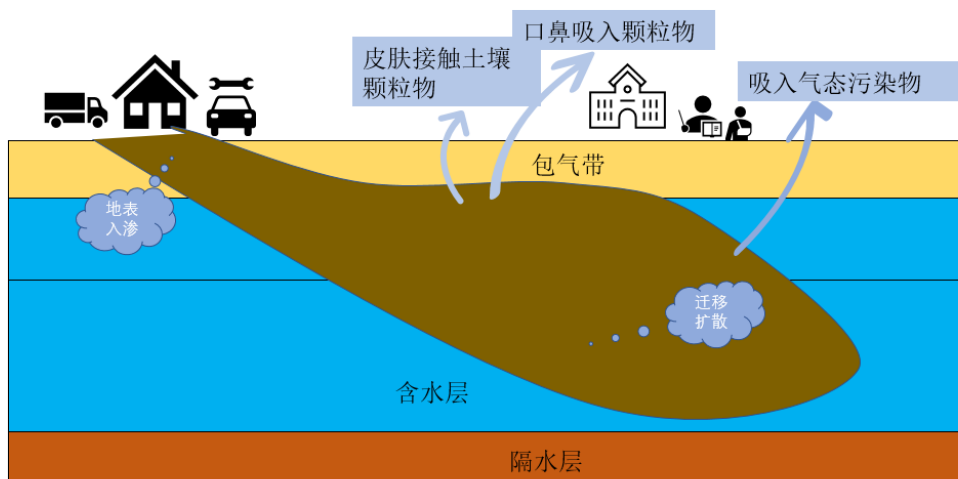 口鼻吸入颗粒物
皮肤接触土壤
颗粒物
吸入气态污染物
包气带
地表
入渗
迁移
扩散
含水层
隔水层